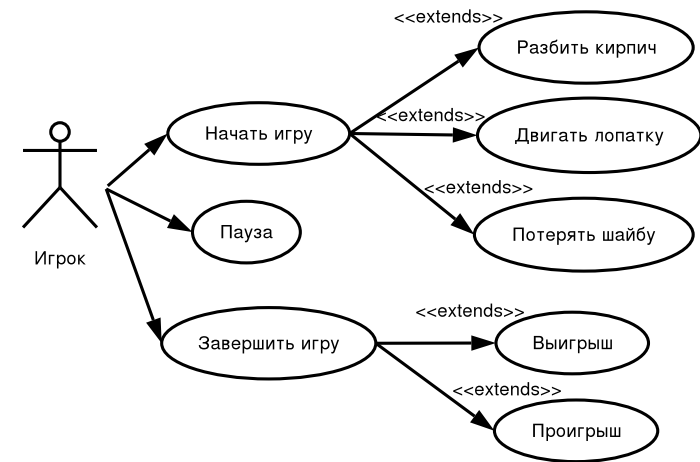 <<extends>>
Разбить кирпич
Начать игру
<<extends>>
Двигать лопатку
<<extends>>
Пауза
Потерять шайбу
Игрок
<<extends>>
Завершить игру
Выигрыш
<<extends>>
Проигрыш